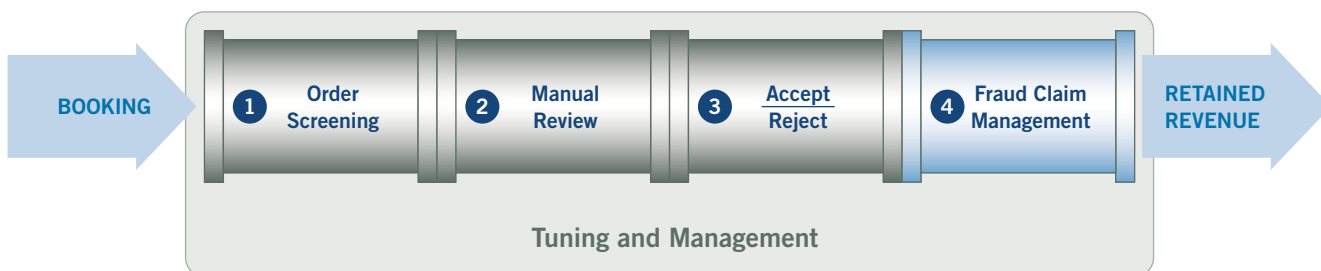 BOOKING
1 Order
Screening
2 Manual
Review
3 Accept
Reject
4 Fraud Claim
Management
RETAINED
REVENUE
Tuning and Management